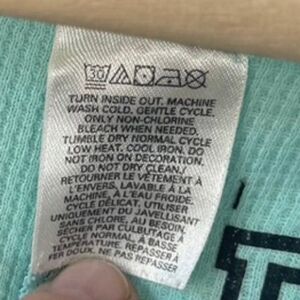 30
TURN INSIDE OUT. MACHINE
WASH COLD. GENTLE CYCLE.
ONLY NON-CHLORINE
BLEACH WHEN NEEDED.
TUMBLE DRY NORMAL CYCLE
LOW HEAT. COOL IRON. DO
NOT IRON ON DECORATION.
DO NOT DRY CLEAN./
RETOURNER LE VÊTEMENT À
L'ENVERS, LAVABLE À LA
MACHINE, À L'EAU FROIDE.
CYCLE DÉLICAT. UTILISER
UNIQUEMENT DU JAVELLISANT
SANS CHLORE, AU BESOIN.
SÉCHER PAR CULBUTAGE À
CYCLE NORMAL, À BASSE
TEMPÉRATURE. REPASSER À
FER DOUX. NE PAS REPASSER